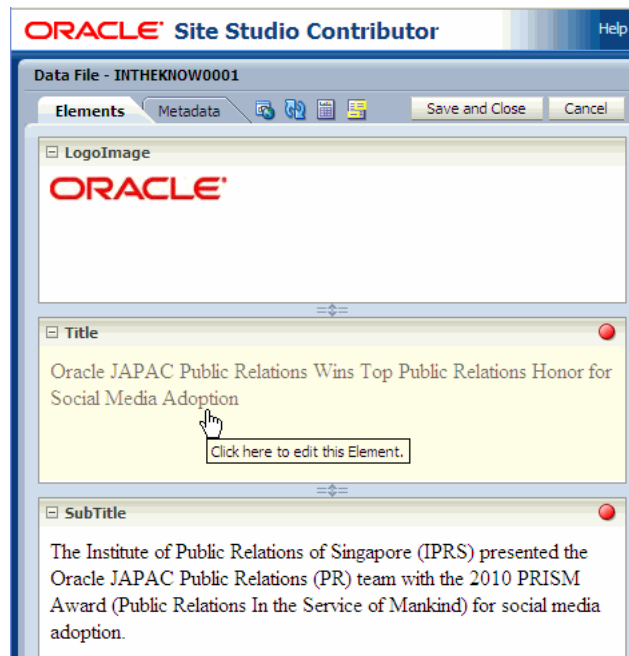 ORACLE Site Studio Contributor
Help
Data File - INTHEKNOW0001
Elements Metadata Save and Close Cancel
LogoImage
ORACLE
Title
Oracle JAPAC Public Relations Wins Top Public Relations Honor for
Social Media Adoption
Click here to edit this Element.
SubTitle
The Institute of Public Relations of Singapore (IPRS) presented the
Oracle JAPAC Public Relations (PR) team with the 2010 PRISM
Award (Public Relations In the Service of Mankind) for social media
adoption.